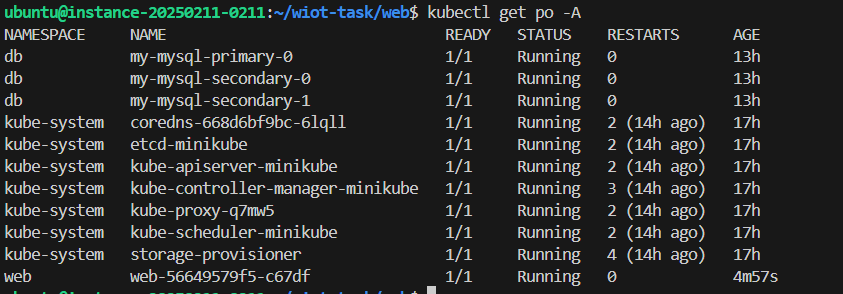 ubuntu@instance-20250211-0211:~/wiot-task/web$ kubectl get po -A
NAMESPACE NAME READY STATUS RESTARTS AGE
db my-mysql-primary-0 1/1 Running 0 13h
db my-mysql-secondary-0 1/1 Running 0 13h
db my-mysql-secondary-1 1/1 Running 0 13h
kube-system coredns-668d6bf9bc-6lqll 1/1 Running 2 (14h ago) 17h
kube-system etcd-minikube 1/1 Running 2 (14h ago) 17h
kube-system kube-apiserver-minikube 1/1 Running 2 (14h ago) 17h
kube-system kube-controller-manager-minikube 1/1 Running 3 (14h ago) 17h
kube-system kube-proxy-q7mw5 1/1 Running 2 (14h ago) 17h
kube-system kube-scheduler-minikube 1/1 Running 2 (14h ago) 17h
kube-system storage-provisioner 1/1 Running 4 (14h ago) 17h
web web-56649579f5-c67df 1/1 Running 0 4m57s